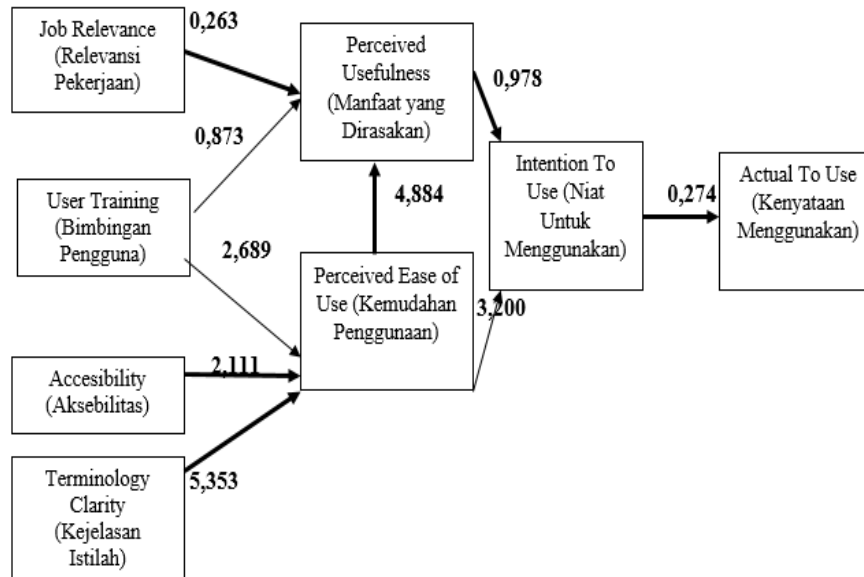 Job Relevance
(Relevansi
Pekerjaan)
0,263
Perceived
Usefulness
(Manfaat yang
Dirasakan)
0,978
0,873
User Training
(Bimbingan
Pengguna)
2,689
4,884
Intention To
Use (Niat
Untuk
Menggunakan)
0,274
Actual To Use
(Kenyataan
Menggunakan)
Perceived Ease of
Use (Kemudahan
Penggunaan)
3,200
Accesibility
(Aksebilitas)
2,111
Terminology
Clarity
(Kejelasan
Istilah)
5,353